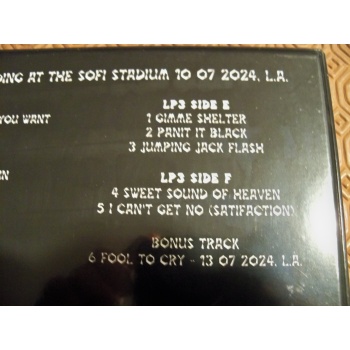 DING AT THE SOFI STADIUM 10 07 2024, L.A.
YOU WANT
EN
LP3 SIDE E
1 GIMME SHELTER
2 PANIT IT BLACK
3 JUMPING JACK FLASH
LP3 SIDE F
4 SWEET SOUND OF HEAVEN
5 I CAN'T GET NO (SATIFACTION)
BONUS TRACK
6 FOOL TO CRY - 13 07 2024, L.A.